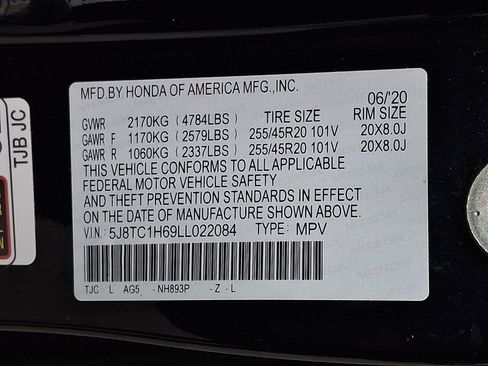 MFD.BY HONDA OF AMERICA MFG.,INC.
06/'20
GVWR 2170KG (4784LBS) TIRE SIZE RIM SIZE
GAWR F 1170KG (2579LBS) 255/45R20 101V 20X8.0J
GAWR R 1060KG (2337LBS) 255/45R20 101V 20X8.0J
THIS VEHICLE CONFORMS TO ALL APPLICABLE
FEDERAL MOTOR VEHICLE SAFETY
AND THEFT PREVENTION STANDARDS IN EFFECT
ON THE DATE OF MANUFACTURE SHOWN ABOVE.
V.I.N: 5J8TC1H69LL022084 TYPE: MPV
TJC L AG5 -NH893P -Z-L
TJB JC